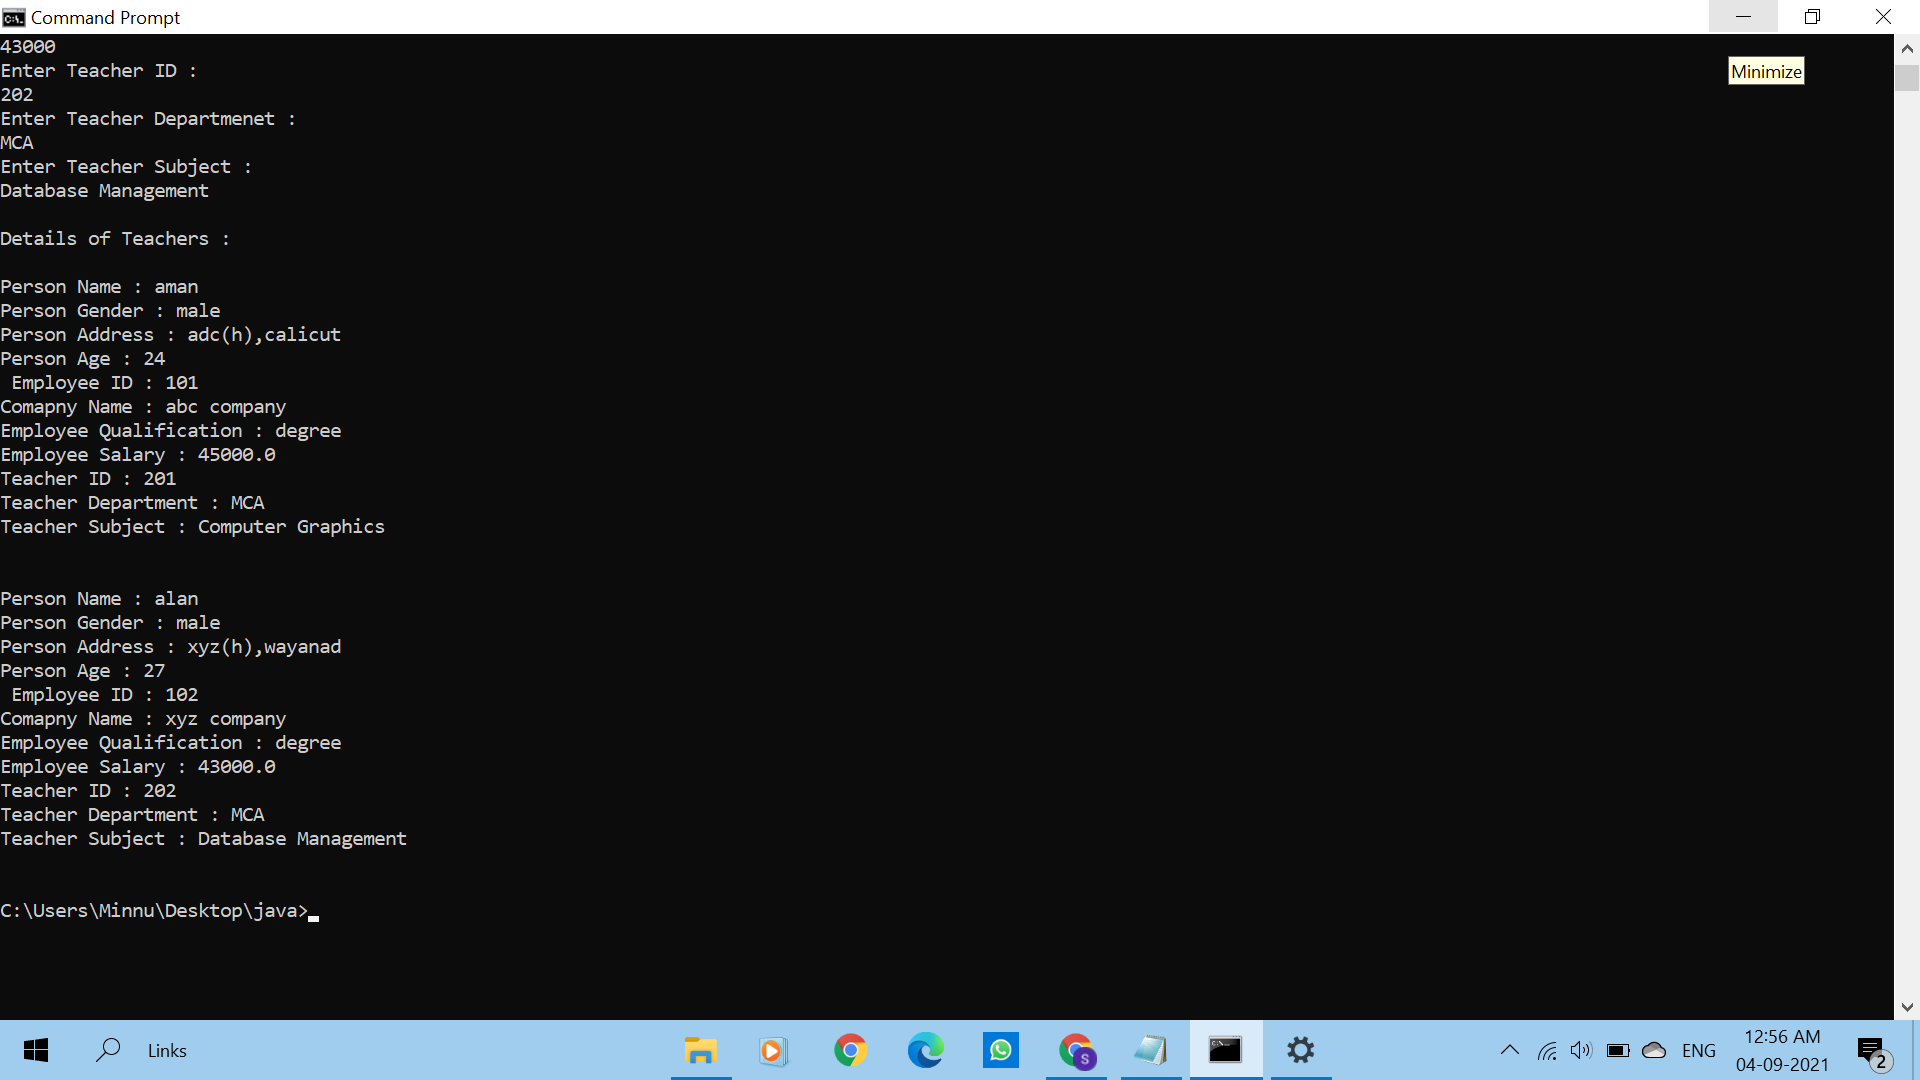 Command Prompt
43000
Enter Teacher ID :
Minimize
202
Enter Teacher Departmenet :
MCA
Enter Teacher Subject :
Database Management
Details of Teachers :
Person Name : aman
Person Gender : male
Person Address : adc(h),calicut
Person Age : 24
 Employee ID : 101
Comapny Name : abc company
Employee Qualification : degree
Employee Salary : 45000.0
Teacher ID : 201
Teacher Department : MCA
Teacher Subject : Computer Graphics
Person Name : alan
Person Gender : male
Person Address : xyz(h),wayanad
Person Age : 27
 Employee ID : 102
Comapny Name : xyz company
Employee Qualification : degree
Employee Salary : 43000.0
Teacher ID : 202
Teacher Department : MCA
Teacher Subject : Database Management
C:\Users\Minnu\Desktop\java>
Links
S
ENG
12:56 AM
04-09-2021
2